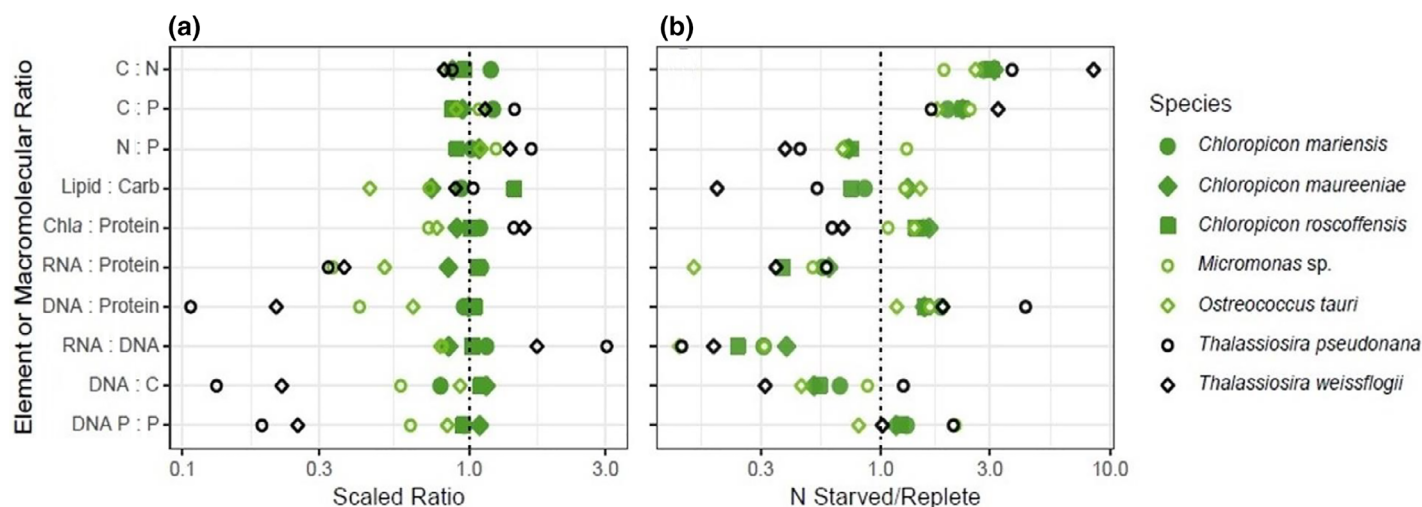 (a)
(b)
Element or Macromolecular Ratio
C : N
C : P
N : P
Lipid : Carb
Chla : Protein
RNA : Protein
DNA : Protein
RNA : DNA
DNA : C
DNA P : P
0.1 0.3 1.0 3.0
Scaled Ratio
0.3 1.0 3.0 10.0
N Starved/Replete
Species
Chloropicon mariensis
Chloropicon maureeniae
Chloropicon roscoffensis
Micromonas sp.
Ostreococcus tauri
Thalassiosira pseudonana
Thalassiosira weissflogii